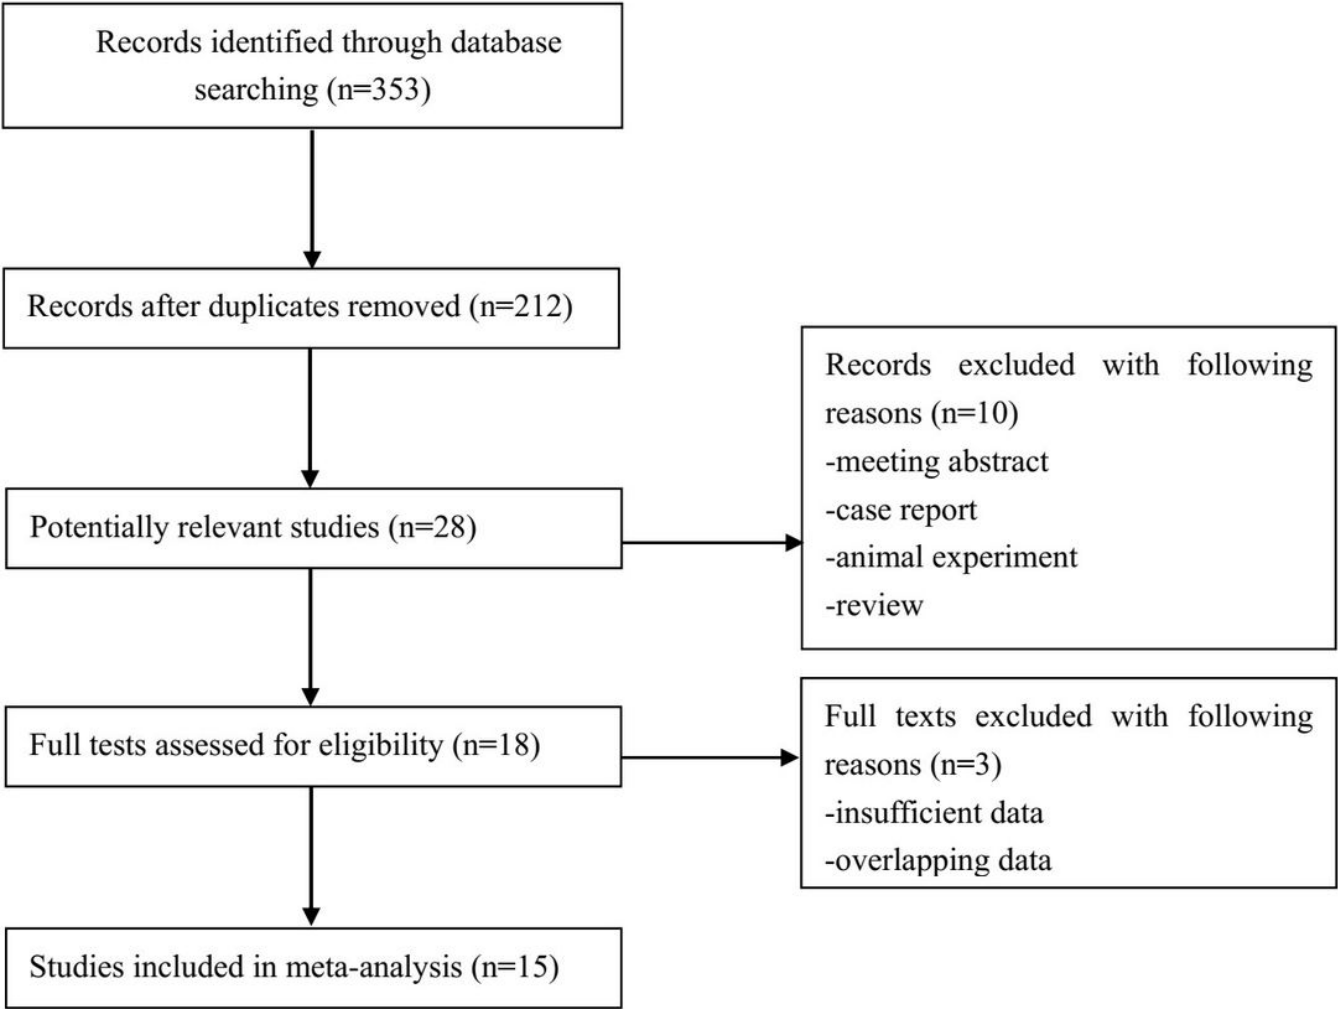 Records identified through database
searching (n=353)
Records after duplicates removed (n=212)
Potentially relevant studies (n=28)
Records excluded with following
reasons (n=10)
-meeting abstract
-case report
-animal experiment
-review
Full tests assessed for eligibility (n=18)
Full texts excluded with following
reasons (n=3)
-insufficient data
-overlapping data
Studies included in meta-analysis (n=15)